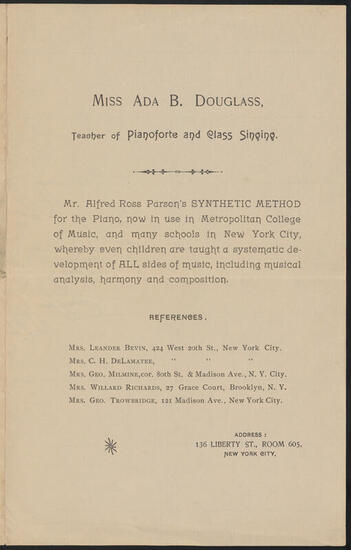 MISS ADA B. DOUGLASS,
Teacher of Pianoforte and Class Singing.
Mr. Alfred Ross Parson's SYNTHETIC METHOD
for the Piano, now in use in Metropolitan College
of Music, and many schools in New York City,
whereby even children are taught a systematic de-
velopment of ALL sides of music, including musical
analysis, harmony and composition.
REFERENCES.
MRS. LEANDER BEVIN, 424 West 20th St., New York City.
MRS. C. H. DELAMATER, " " "
MRS. GEO. MILMINE, cor. 80th St. & Madison Ave., N. Y. City.
MRS. WILLARD RICHARDS, 27 Grace Court, Brooklyn, N. Y.
MRS. GEO. TROWBRIDGE, 121 Madison Ave., New York City.
ADDRESS:
136 LIBERTY ST., ROOM 605,
NEW YORK CITY.